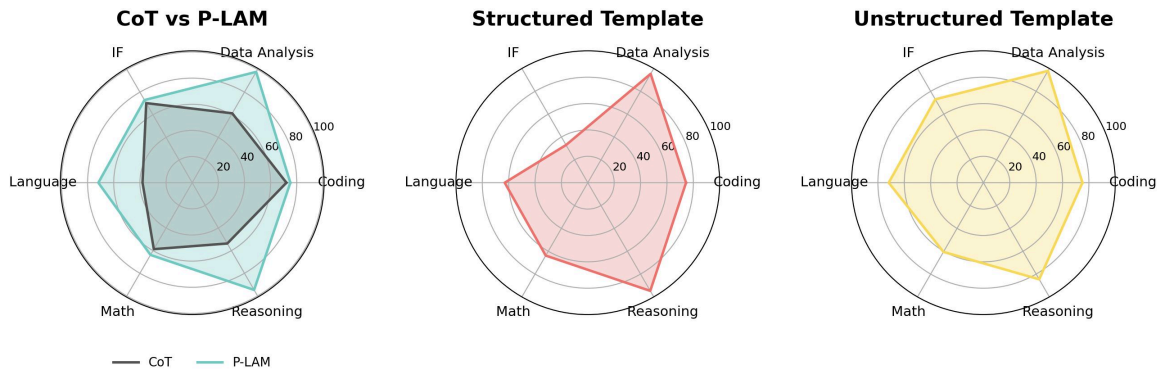 CoT vs P-LAM
IF
Data Analysis
Language
Coding
Math
Reasoning
20
40
60
80
100
CoT
P-LAM
Structured Template
IF
Data Analysis
Language
Coding
Math
Reasoning
20
40
60
80
100
Unstructured Template
IF
Data Analysis
Language
Coding
Math
Reasoning
20
40
60
80
100